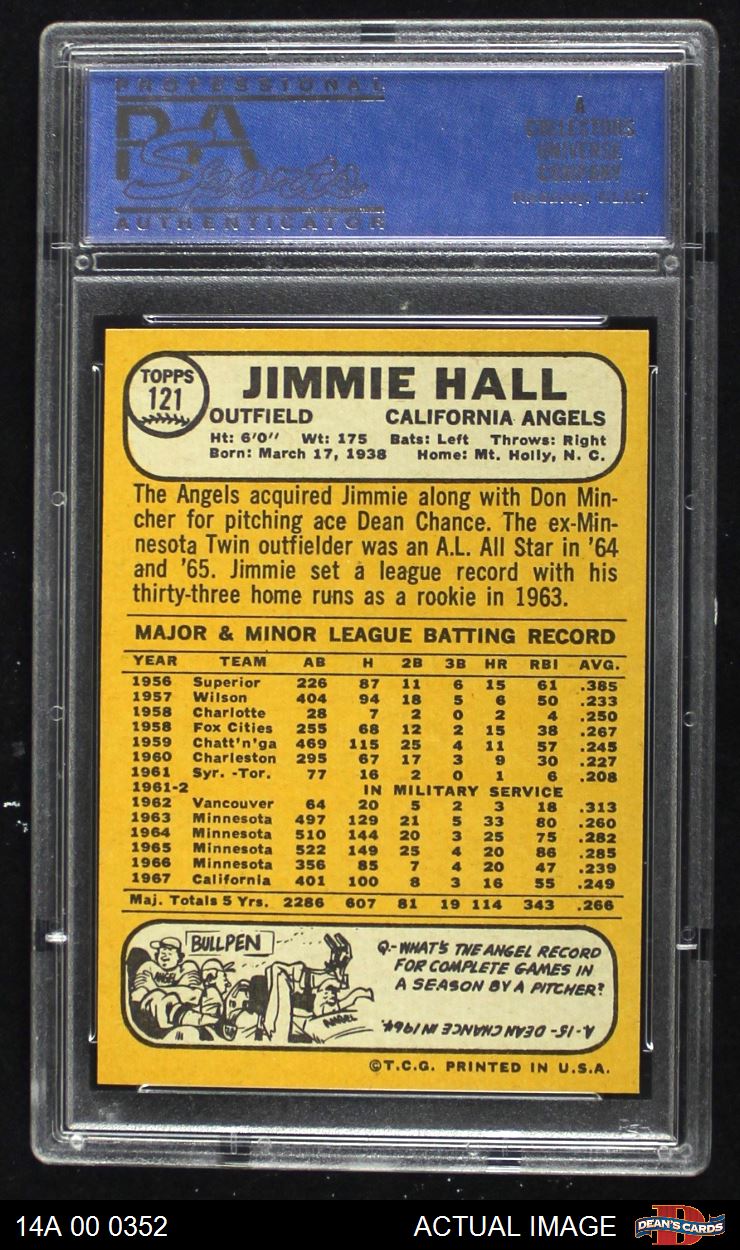 PROFESSIONAL
PSA
Sports
AUTHENTICATOR
A
COLLECTORS
UNIVERSE
COMPANY
NASDAQ: CLCT
TOPPS
121
JIMMIE HALL
OUTFIELD CALIFORNIA ANGELS
Ht: 6'0" Wt: 175 Bats: Left Throws: Right
Born: March 17, 1938 Home: Mt. Holly, N. C.
The Angels acquired Jimmie along with Don Min-
cher for pitching ace Dean Chance. The ex-Min-
nesota Twin outfielder was an A.L. All Star in '64
and '65. Jimmie set a league record with his
thirty-three home runs as a rookie in 1963.
MAJOR & MINOR LEAGUE BATTING RECORD
YEAR TEAM AB H 2B 3B HR RBI AVG.
1956 Superior 226 87 11 6 15 61 .385
1957 Wilson 404 94 18 5 6 50 .233
1958 Charlotte 28 7 2 0 2 4 .250
1958 Fox Cities 255 68 12 2 15 38 .267
1959 Chatt'n'ga 469 115 25 4 11 57 .245
1960 Charleston 295 67 17 3 9 30 .227
1961 Syr. -Tor. 77 16 2 0 1 6 .208
1961-2 IN MILITARY SERVICE
1962 Vancouver 64 20 5 2 3 18 .313
1963 Minnesota 497 129 21 5 33 80 .260
1964 Minnesota 510 144 20 3 25 75 .282
1965 Minnesota 522 149 25 4 20 86 .285
1966 Minnesota 356 85 7 4 20 47 .239
1967 California 401 100 8 3 16 55 .249
Maj. Totals 5 Yrs. 2286 607 81 19 114 343 .266
BULLPEN
ANGEL
ANGEL
Q.-WHAT'S THE ANGEL RECORD
FOR COMPLETE GAMES IN
A SEASON BY A PITCHER?
A-15- DEAN CHANCE IN 1964.
©T.C.G. PRINTED IN U.S.A.
PSA
14A 00 0352 ACTUAL IMAGE
DEAN'S CARDS